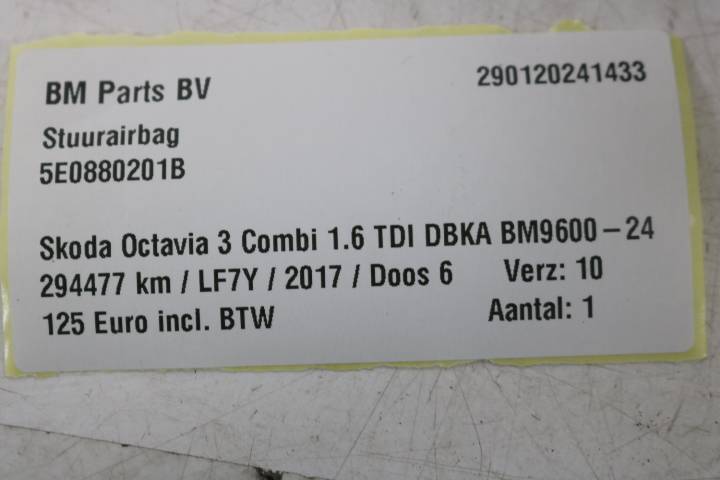 BM Parts BV 290120241433
Stuurairbag
5E0880201B
Skoda Octavia 3 Combi 1.6 TDI DBKA BM9600-24
294477 km / LF7Y / 2017 / Doos 6 Verz: 10
125 Euro incl. BTW Aantal: 1